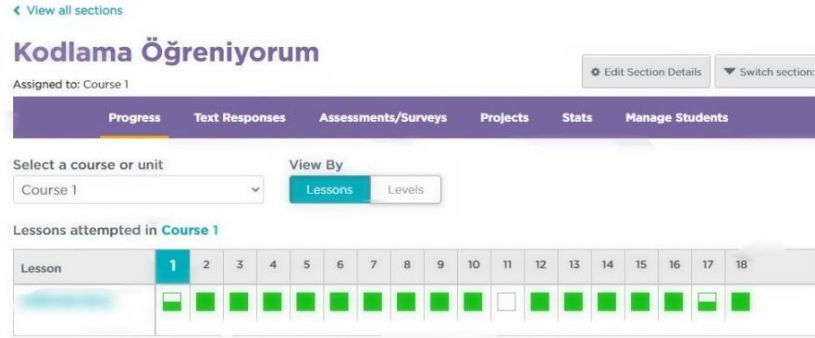 View all sections
Kodlama Öğreniyorum
Assigned to: Course 1
Edit Section Details
Switch section:
Progress Text Responses Assessments/Surveys Projects Stats Manage Students
Select a course or unit View By
Course 1 Lessons Levels
Lessons attempted in Course 1
Lesson 1 2 3 4 5 6 7 8 9 10 11 12 13 14 15 16 17 18